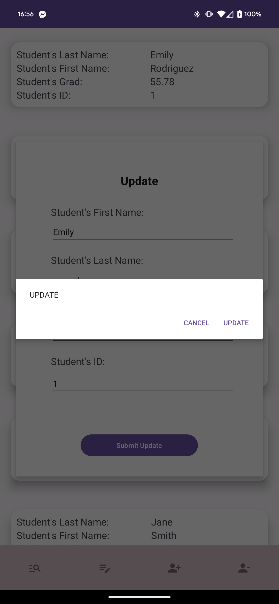 16:56 100%
Student's Last Name: Emily
Student's First Name: Rodriguez
Student's Grad: 55.78
Student's ID: 1
Update
Student's First Name:
Emily
Student's Last Name:
UPDATE
CANCEL UPDATE
Student's ID:
1
Submit Update
Student's Last Name: Jane
Student's First Name: Smith